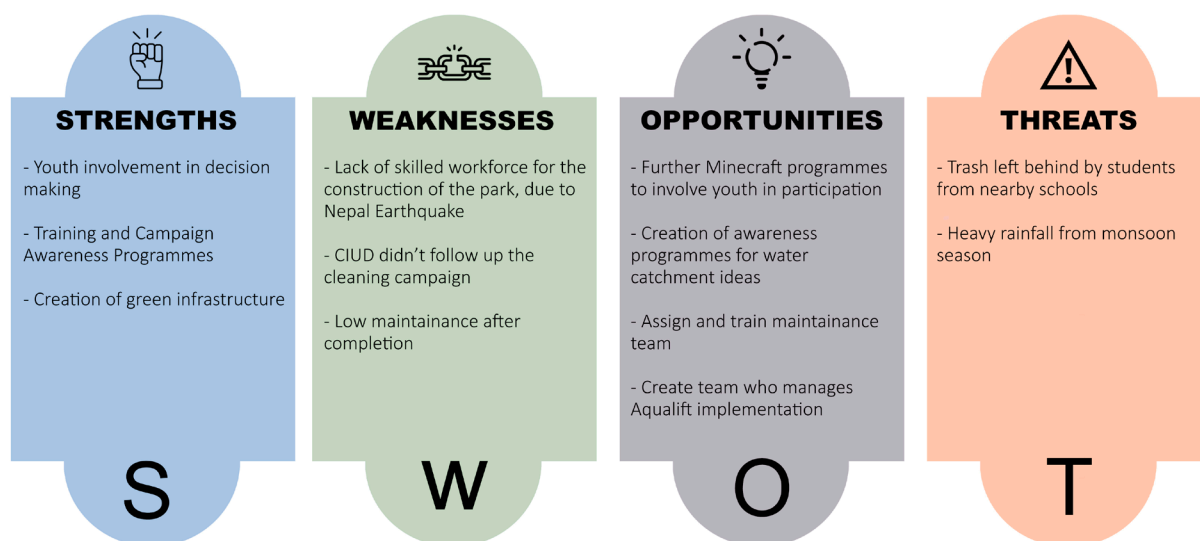 STRENGTHS
- Youth involvement in decision
making
- Training and Campaign
Awareness Programmes
- Creation of green infrastructure
S
WEAKNESSES
- Lack of skilled workforce for the
construction of the park, due to
Nepal Earthquake
- CIUD didn’t follow up the
cleaning campaign
- Low maintainance after
completion
W
OPPORTUNITIES
- Further Minecraft programmes
to involve youth in participation
- Creation of awareness
programmes for water
catchment ideas
- Assign and train maintainance
team
- Create team who manages
Aqualift implementation
O
THREATS
- Trash left behind by students
from nearby schools
- Heavy rainfall from monsoon
season
T